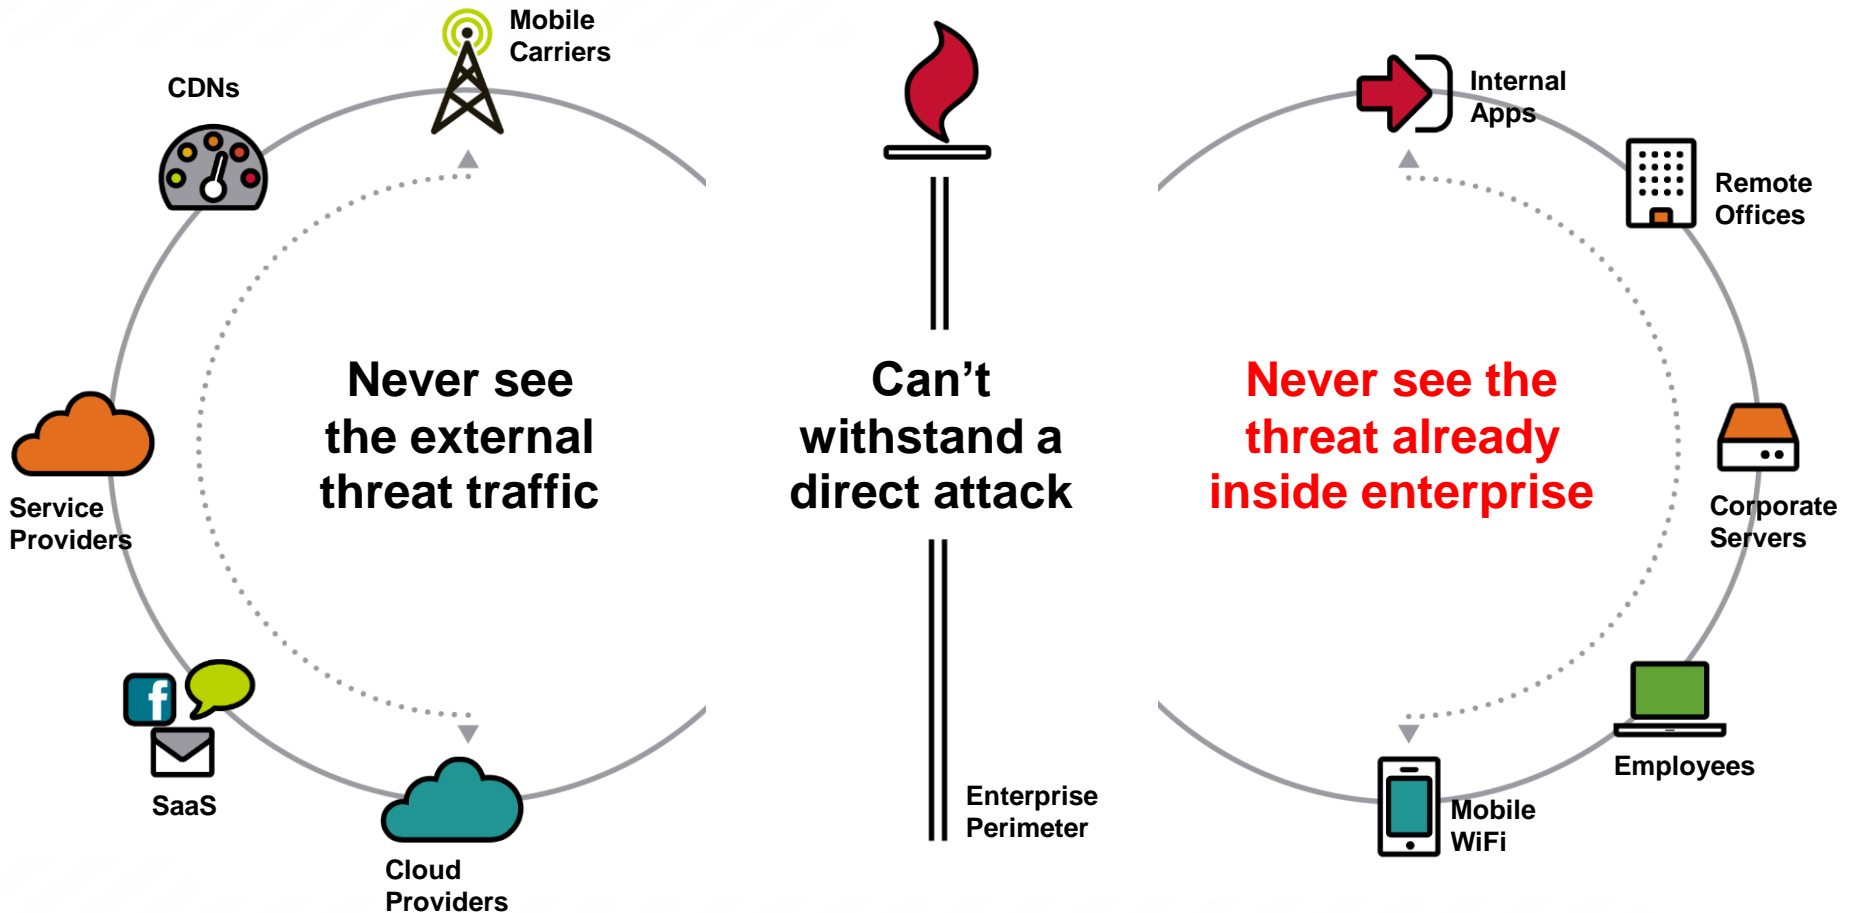 Mobile
Carriers
CDNs
Service
Providers
f
SaaS
Cloud
Providers
Never see
the external
threat traffic
Can’t
withstand a
direct attack
Enterprise
Perimeter
Never see the
threat already
inside enterprise
Internal
Apps
Remote
Offices
Corporate
Servers
Employees
Mobile
WiFi